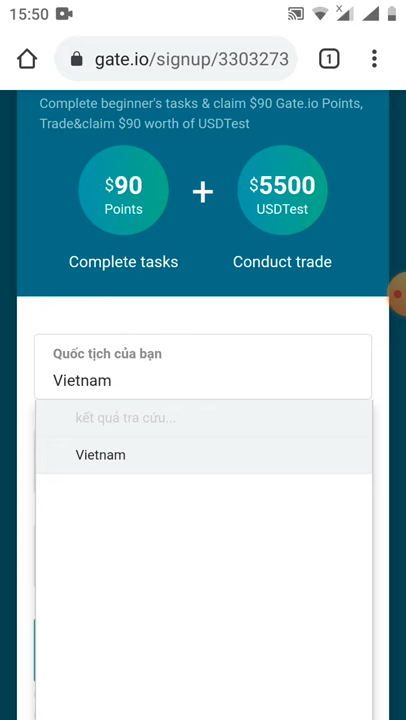 15:50
gate.io/signup/3303273
1
Complete beginner's tasks & claim $90 Gate.io Points,
Trade&claim $90 worth of USDTest
$90
Points
+
$5500
USDTest
Complete tasks
Conduct trade
Quốc tịch của bạn
Vietnam
kết quả tra cứu...
Vietnam